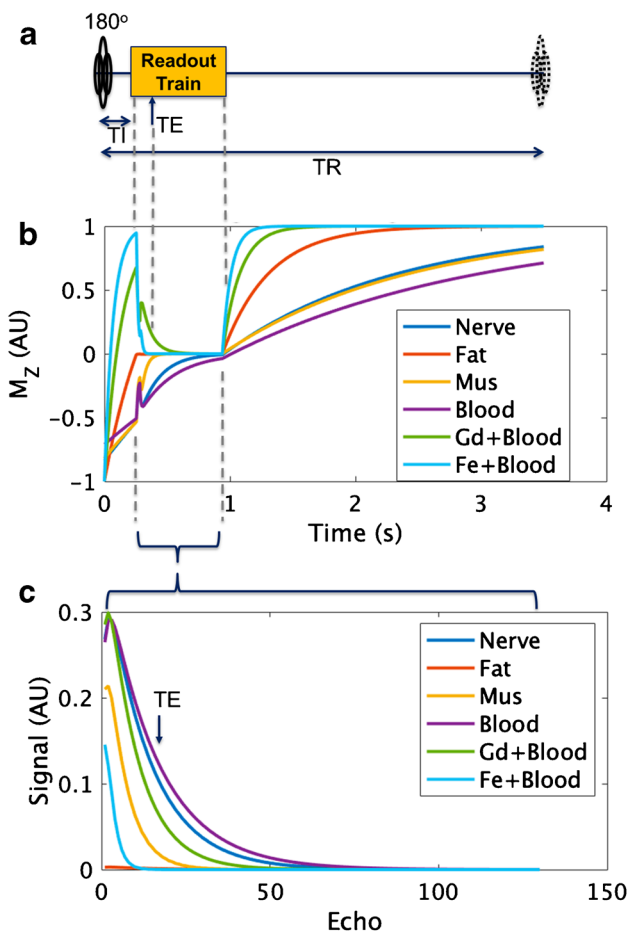 a
180º
Readout
Train
TI
TE
TR
b
1
0.5
0
-0.5
-1
M_Z (AU)
Nerve
Fat
Mus
Blood
Gd+Blood
Fe+Blood
0 1 2 3 4
Time (s)
c
0.3
0.2
0.1
0
Signal (AU)
TE
Nerve
Fat
Mus
Blood
Gd+Blood
Fe+Blood
0 50 100 150
Echo